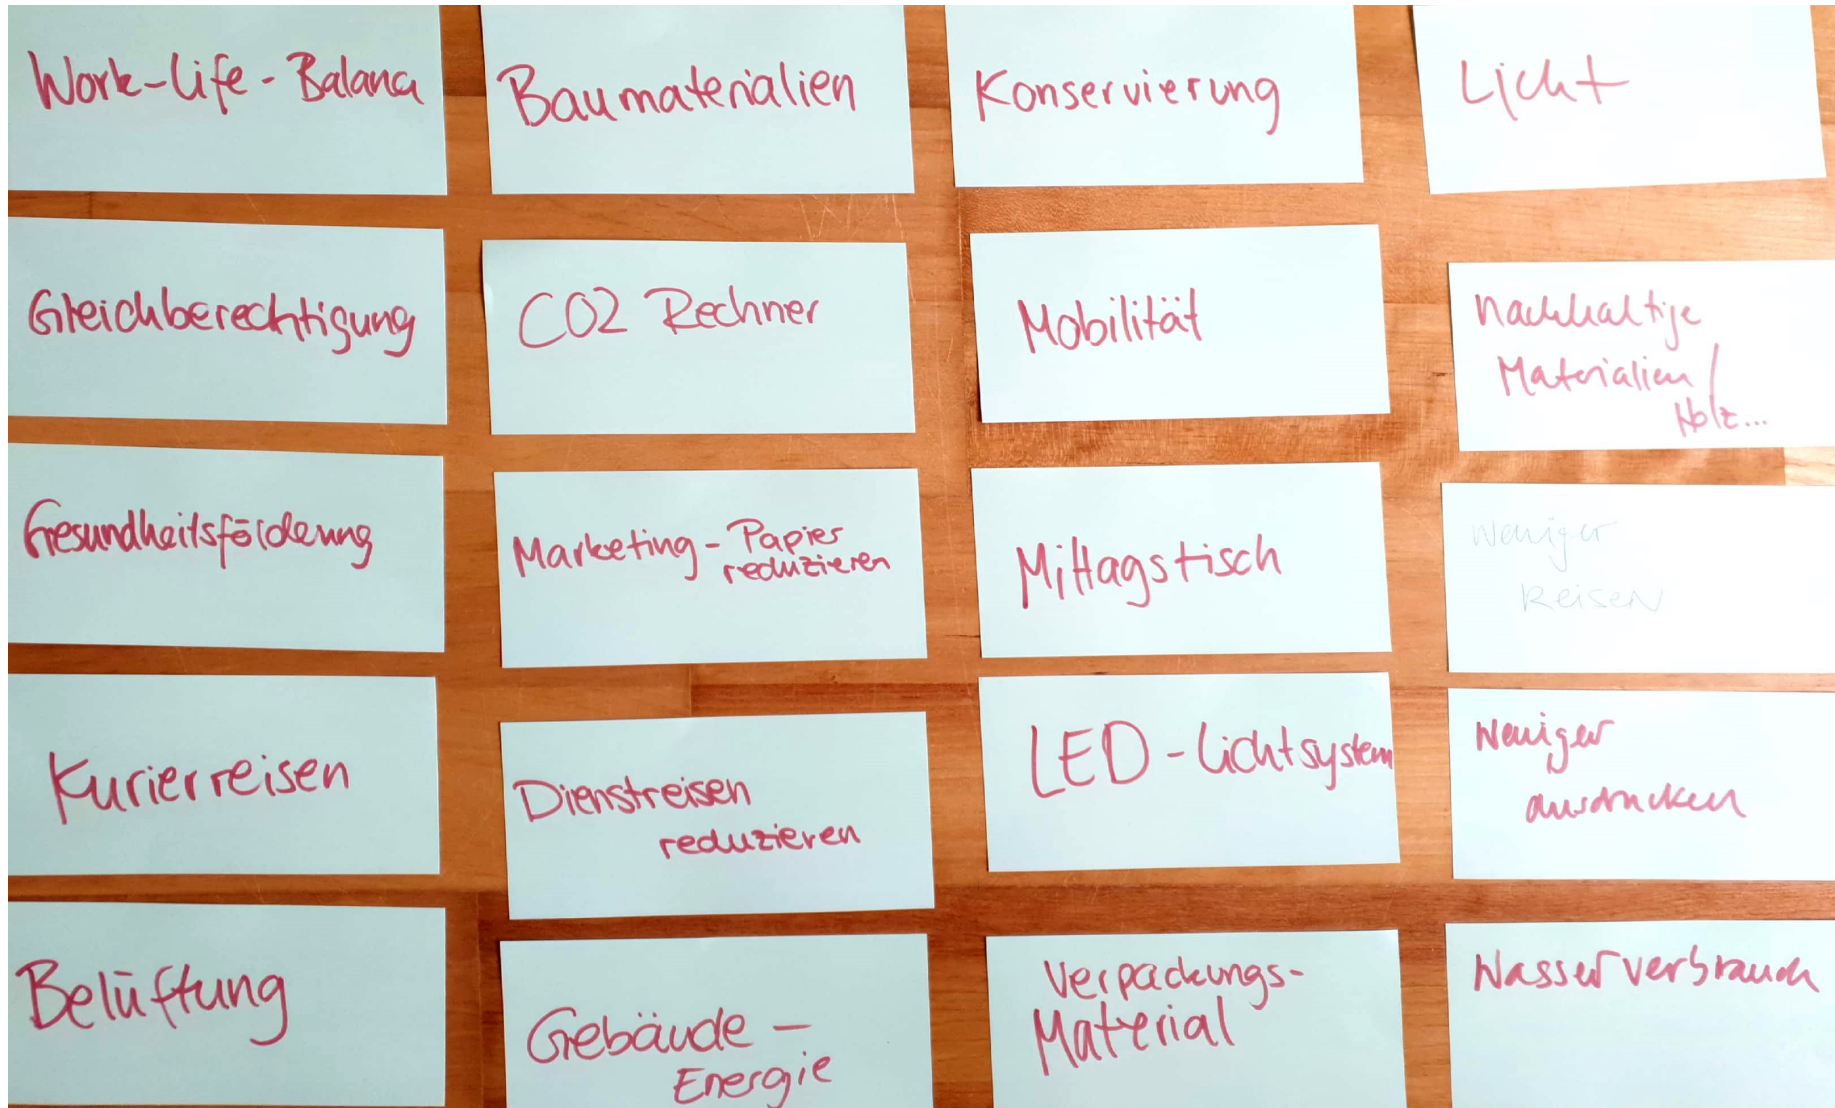 Work-Life-Balance
Baumaterialien
Konservierung
Licht
Gleichberechtigung
CO2 Rechner
Mobilität
Nachhaltige
Materialien/
Holz...
Gesundheitsförderung
Marketing - Papier
reduzieren
Mittagstisch
Weniger
Reisen
Kurierreisen
Dienstreisen
reduzieren
LED - Lichtsystem
Weniger
ausdrucken
Belüftung
Gebäude -
Energie
Verpackungs-
Material
Wasserverbrauch